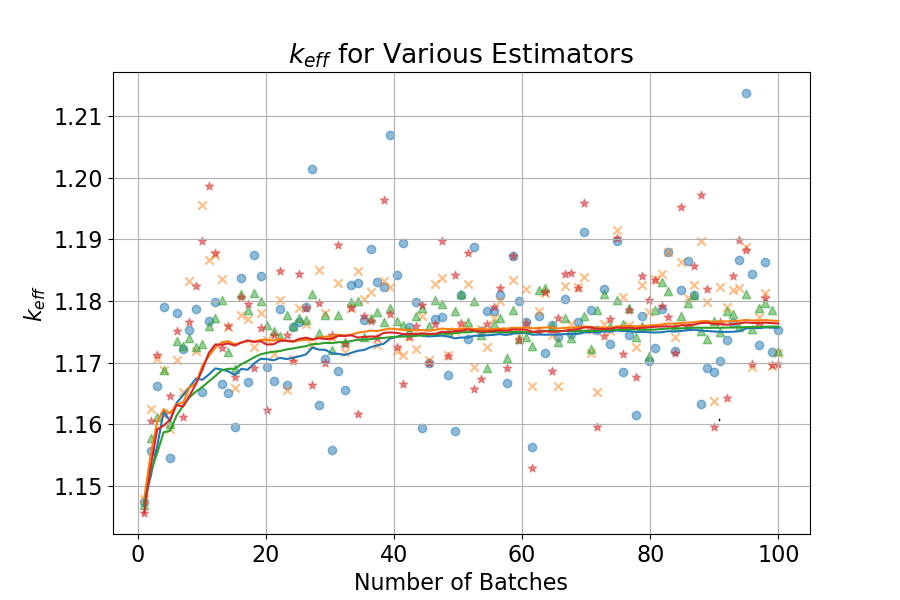 k_eff for Various Estimators
1.21
1.20
1.19
1.18
1.17
1.16
1.15
k_eff
0 20 40 60 80 100
Number of Batches